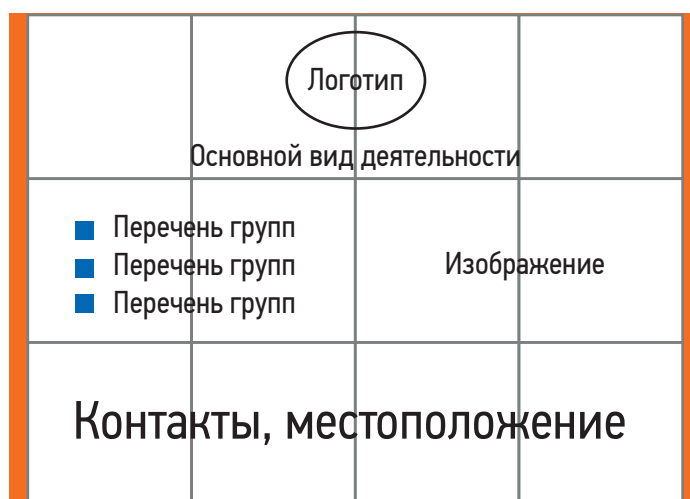 Логотип
Основной вид деятельности
Перечень групп
Перечень групп
Перечень групп
Изображение
Контакты, местоположение